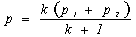 p = k ( p₁ + p₂ ) / k + 1